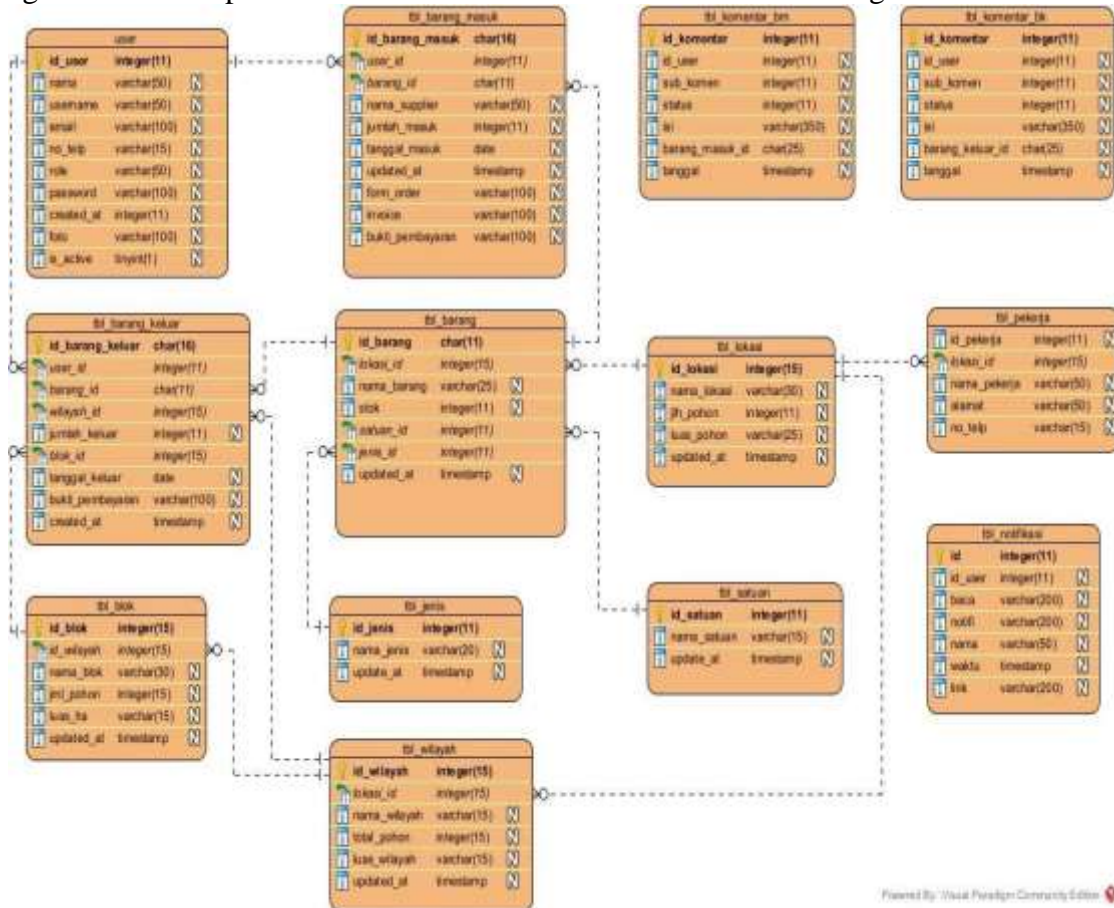 user
id_user integer(11)
nama varchar(50) N
username varchar(50) N
email varchar(100) N
no_telp varchar(15) N
role varchar(50) N
password varchar(100) N
created_at integer(11) N
foto varchar(100) N
is_active tinyint(1) N
tbl_barang_masuk
id_barang_masuk char(16)
user_id integer(11)
barang_id char(11)
nama_supplier varchar(50) N
jumlah_masuk integer(11) N
tanggal_masuk date N
updated_at timestamp N
form_order varchar(100) N
invoice varchar(100) N
bukti_pembayaran varchar(100) N
tbl_komentar_bm
id_komentar integer(11)
id_user integer(11) N
sub_komen integer(11) N
status integer(11) N
isi varchar(350) N
barang_masuk_id char(25) N
tanggal timestamp N
tbl_komentar_bk
id_komentar integer(11)
id_user integer(11) N
sub_komen integer(11) N
status integer(11) N
isi varchar(350) N
barang_keluar_id char(25) N
tanggal timestamp N
tbl_barang_keluar
id_barang_keluar char(16)
user_id integer(11)
barang_id char(11)
wilayah_id integer(15)
jumlah_keluar integer(11) N
blok_id integer(15)
tanggal_keluar date N
bukti_pembayaran varchar(100) N
created_at timestamp N
tbl_barang
id_barang char(11)
lokasi_id integer(15)
nama_barang varchar(25) N
stok integer(11) N
satuan_id integer(11)
jenis_id integer(11)
updated_at timestamp N
tbl_lokasi
id_lokasi integer(15)
nama_lokasi varchar(30) N
jlh_pohon integer(11) N
luas_pohon varchar(25) N
updated_at timestamp N
tbl_pekerja
id_pekerja integer(11) N
lokasi_id integer(15)
nama_pekerja varchar(50) N
alamat varchar(50) N
no_telp varchar(15) N
tbl_notifikasi
id integer(11)
id_user integer(11) N
baca varchar(200) N
notifi varchar(200) N
nama varchar(50) N
waktu timestamp N
link varchar(200) N
tbl_blok
id_blok integer(15)
id_wilayah integer(15)
nama_blok varchar(30) N
jml_pohon integer(15) N
luas_ha varchar(15) N
updated_at timestamp N
tbl_jenis
id_jenis integer(11)
nama_jenis varchar(20) N
update_at timestamp N
tbl_satuan
id_satuan integer(11)
nama_satuan varchar(15) N
update_at timestamp N
tbl_wilayah
id_wilayah integer(15)
lokasi_id integer(15)
nama_wilayah varchar(15) N
total_pohon integer(15) N
luas_wilayah varchar(15) N
updated_at timestamp N
Powered By: Visual Paradigm Community Edition